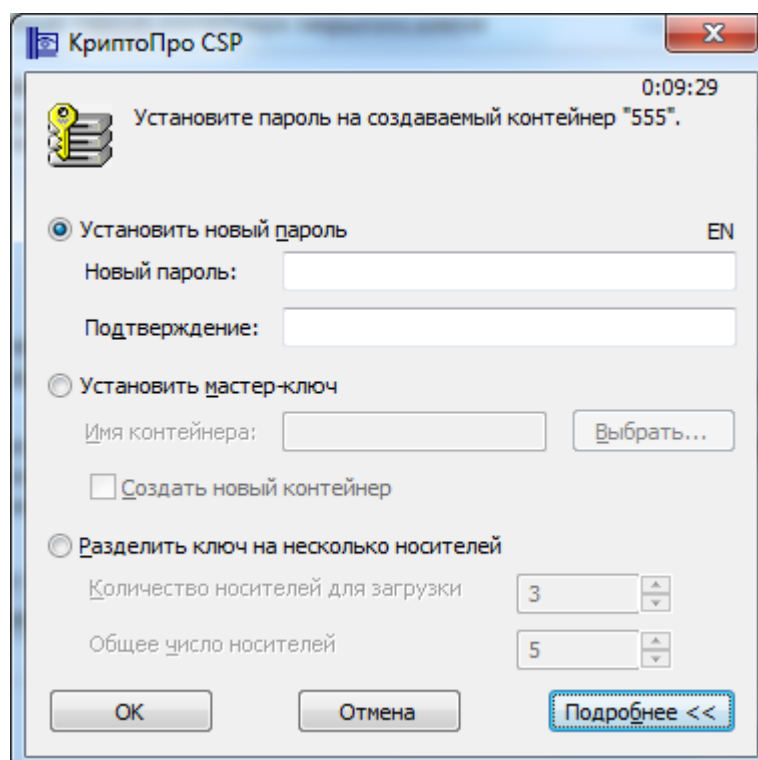 КриптоПро CSP
0:09:29
Установите пароль на создаваемый контейнер "555".
Установить новый пароль EN
Новый пароль:
Подтверждение:
Установить мастер-ключ
Имя контейнера: Выбрать...
Создать новый контейнер
Разделить ключ на несколько носителей
Количество носителей для загрузки 3
Общее число носителей 5
ОК Отмена Подробнее <<